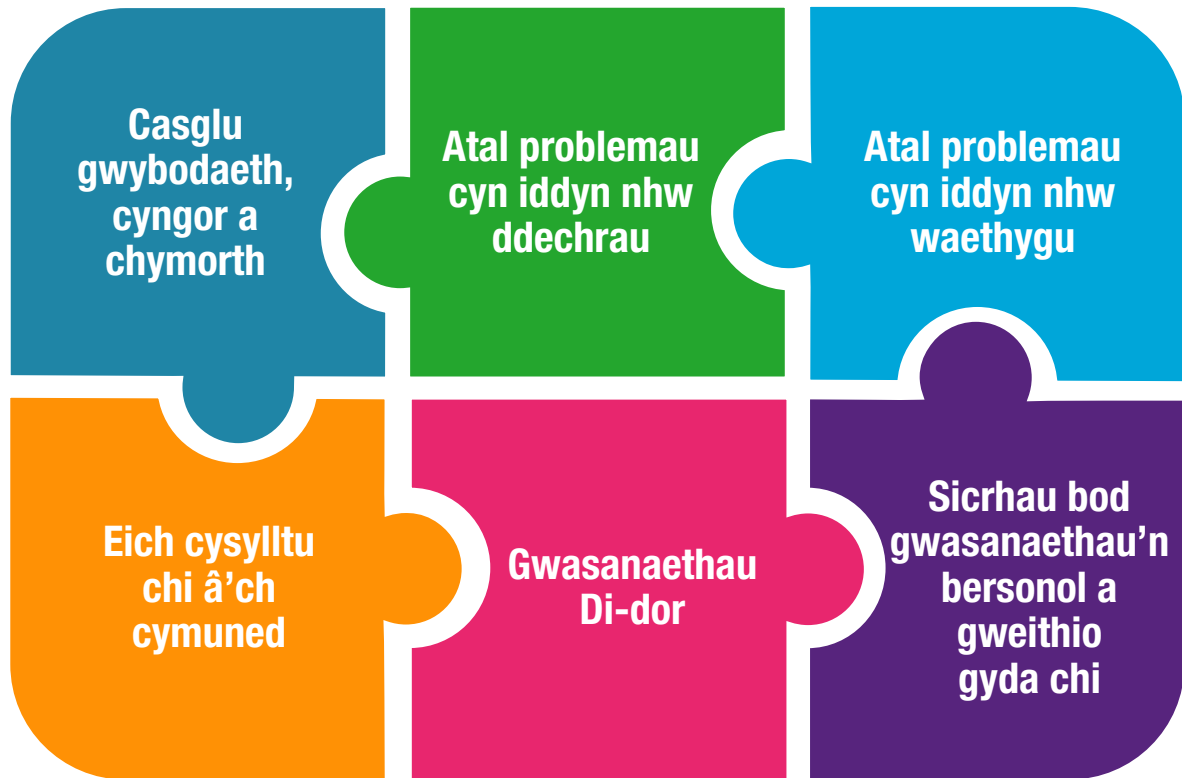 Casglu
gwybodaeth,
cyngor a
chymorth
Atal problemau
cyn iddyn nhw
ddechrau
Atal problemau
cyn iddyn nhw
waethygu
Eich cysylltu
chi â’ch
cymuned
Gwasanaethau
Di-dor
Sicrhau bod
gwasanaethau’n
bersonol a
gweithio
gyda chi